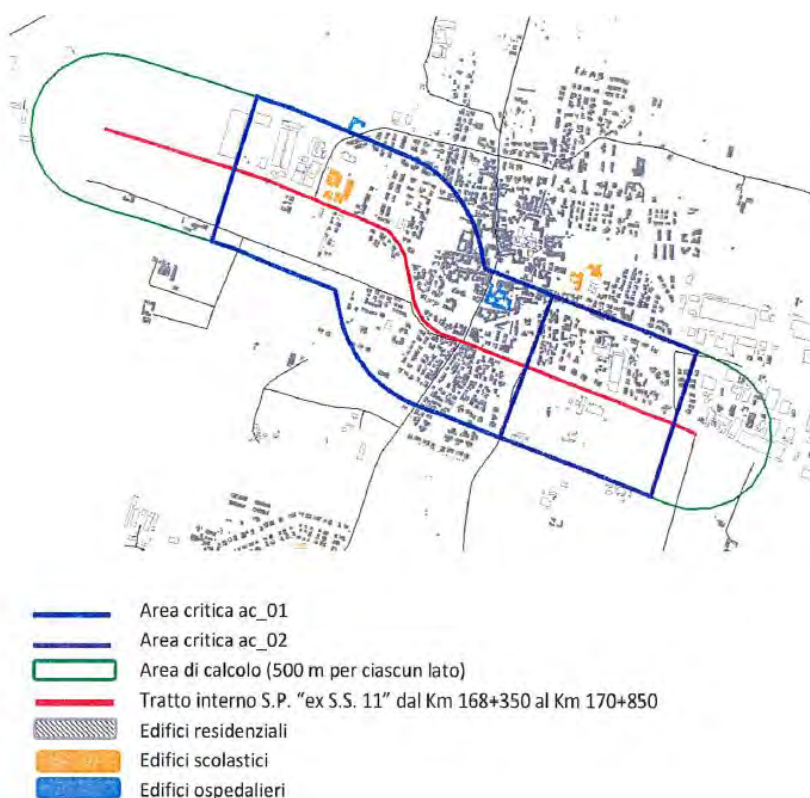 Area critica ac_01
Area critica ac_02
Area di calcolo (500 m per ciascun lato)
Tratto interno S.P. "ex S.S. 11" dal Km 168+350 al Km 170+850
Edifici residenziali
Edifici scolastici
Edifici ospedalieri